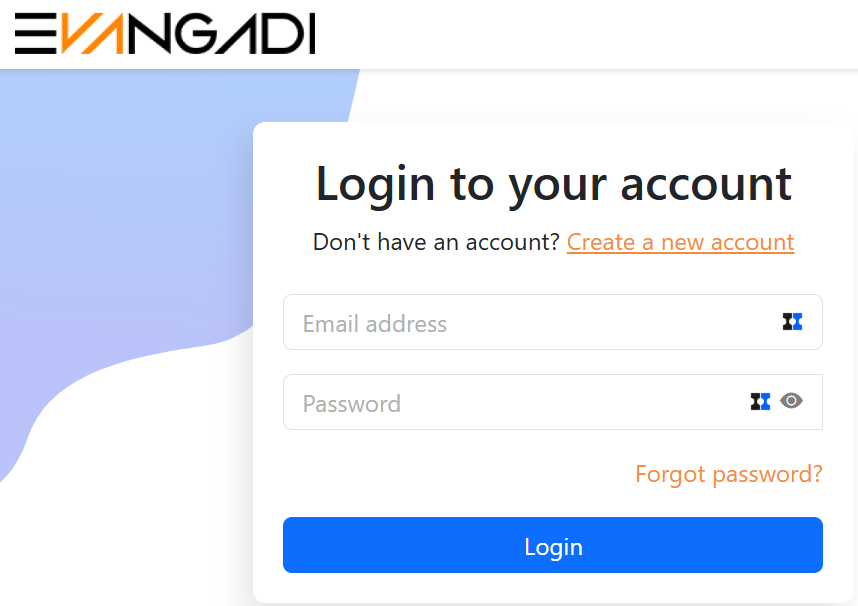 EVANGADI
Login to your account
Don't have an account? Create a new account
Email address
Password
Forgot password?
Login